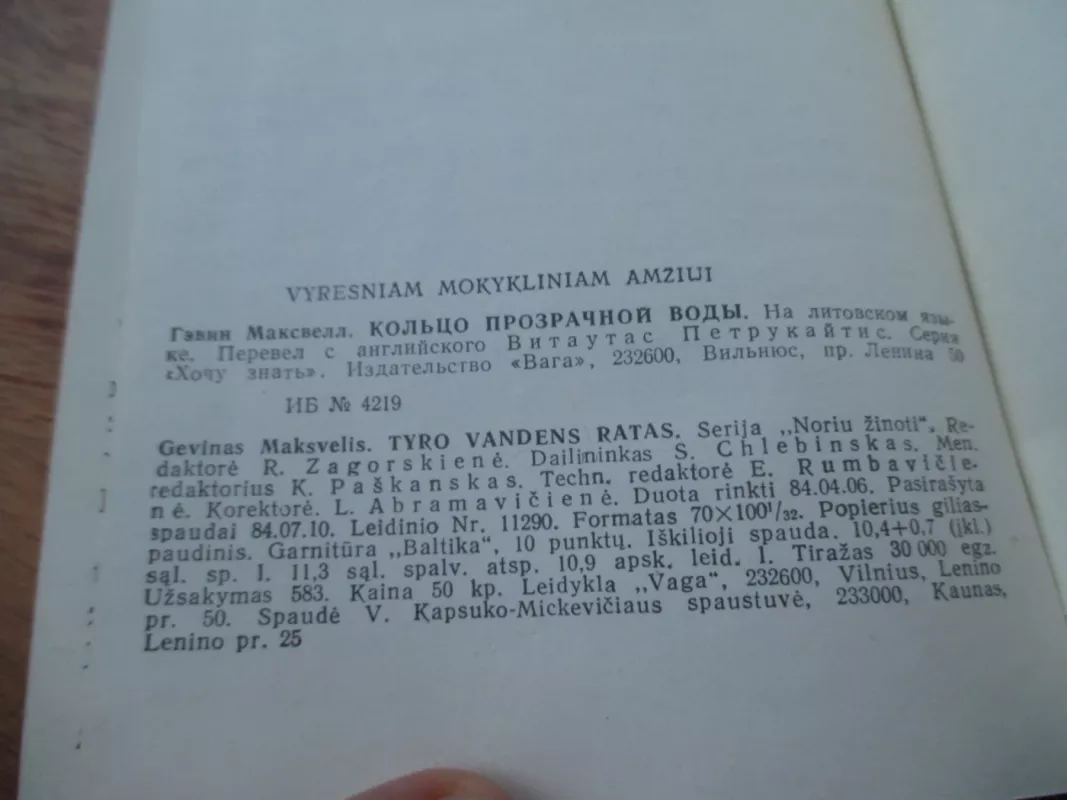 VYRESNIAM MOKYKLINIAM AMŽIUI
Гэвин Максвелл. КОЛЬЦО ПРОЗРАЧНОЙ ВОДЫ. На литовском язы-
ке. Перевел с английского Витаутас Петрукайтис. Серия
«Хочу знать». Издательство «Вага», 232600, Вильнюс, пр. Ленина 50
ИБ № 4219
Gevinas Maksvelis. TYRO VANDENS RATAS. Serija „Noriu žinoti“. Re-
daktorė R. Zagorskienė. Dailininkas S. Chlebinskas. Men.
redaktorius K. Paškanskas. Techn. redaktorė E. Rumbavičie-
nė. Korektorė. L. Abramavičienė. Duota rinkti 84.04.06. Pasirašyta
spaudai 84.07.10. Leidinio Nr. 11290. Formatas 70×100¹/₃₂. Popierius gilias-
paudinis. Garnitūra „Baltika“, 10 punktų. Iškilioji spauda. 10,4+0,7 (įkl.)
sąl. sp. l. 11,3 sąl. spalv. atsp. 10,9 apsk. leid. l. Tiražas 30 000 egz.
Užsakymas 583. Kaina 50 kp. Leidykla „Vaga“, 232600, Vilnius, Lenino
pr. 50. Spaudė V. Kapsuko-Mickevičiaus spaustuvė, 233000, Kaunas,
Lenino pr. 25